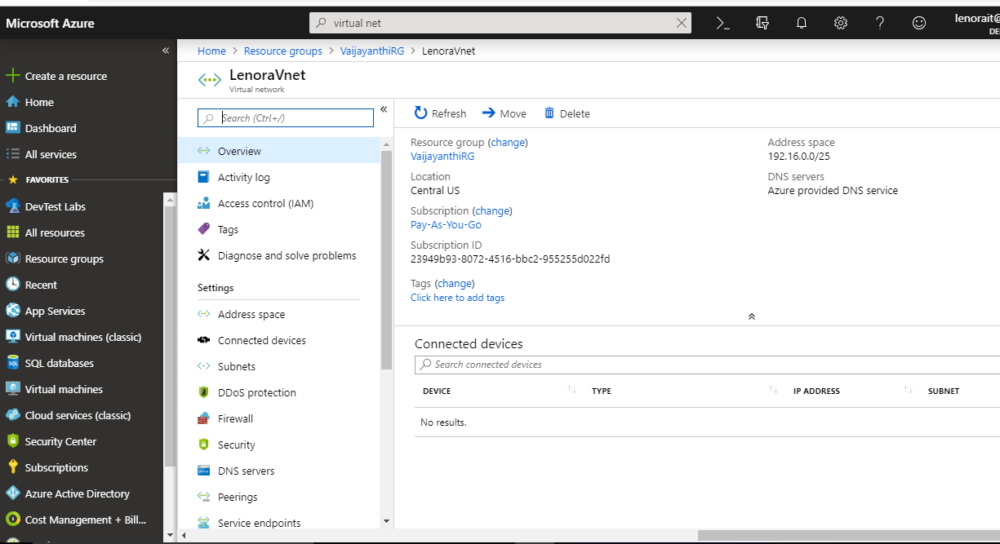 Microsoft Azure
virtual net
lenorait@
DE
Home > Resource groups > VaijayanthiRG > LenoraVnet
LenoraVnet
Virtual network
Create a resource
Home
Dashboard
All services
FAVORITES
DevTest Labs
All resources
Resource groups
Recent
App Services
Virtual machines (classic)
SQL databases
Virtual machines
Cloud services (classic)
Security Center
Subscriptions
Azure Active Directory
Cost Management + Bill...
Search (Ctrl+/)
Overview
Activity log
Access control (IAM)
Tags
Diagnose and solve problems
Settings
Address space
Connected devices
Subnets
DDoS protection
Firewall
Security
DNS servers
Peerings
Service endpoints
Refresh Move Delete
Resource group (change)
VaijayanthiRG
Location
Central US
Subscription (change)
Pay-As-You-Go
Subscription ID
23949b93-8072-4516-bbc2-955255d022fd
Tags (change)
Click here to add tags
Address space
192.16.0.0/25
DNS servers
Azure provided DNS service
Connected devices
Search connected devices
DEVICE TYPE IP ADDRESS SUBNET
No results.